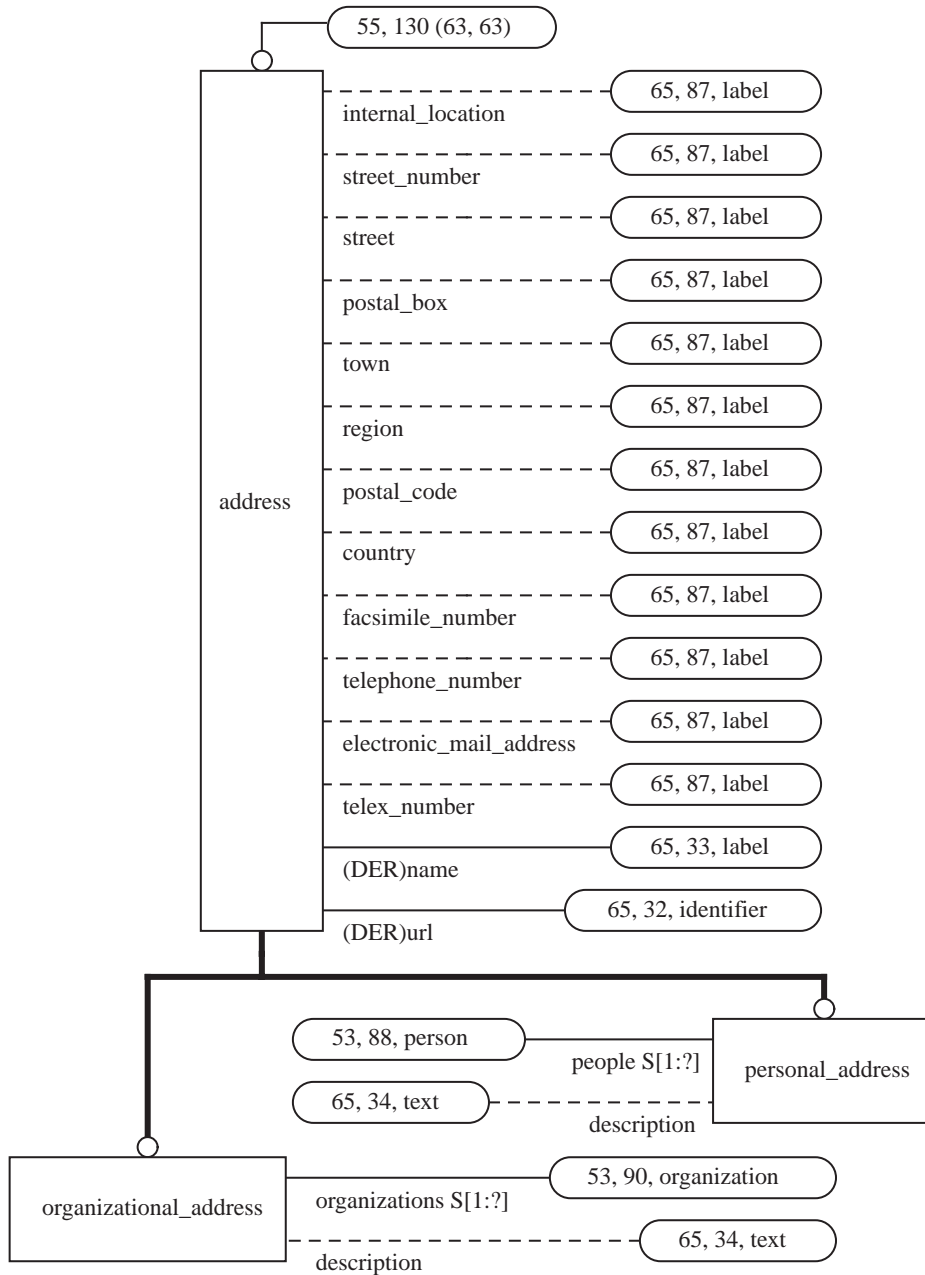 55, 130 (63, 63)
65, 87, label
internal_location
65, 87, label
street_number
65, 87, label
street
65, 87, label
postal_box
65, 87, label
town
65, 87, label
region
65, 87, label
postal_code
address
65, 87, label
country
65, 87, label
facsimile_number
65, 87, label
telephone_number
65, 87, label
electronic_mail_address
65, 87, label
telex_number
65, 33, label
(DER)name
65, 32, identifier
(DER)url
53, 88, person
people S[1:?]
personal_address
65, 34, text
description
53, 90, organization
organizations S[1:?]
organizational_address
65, 34, text
description